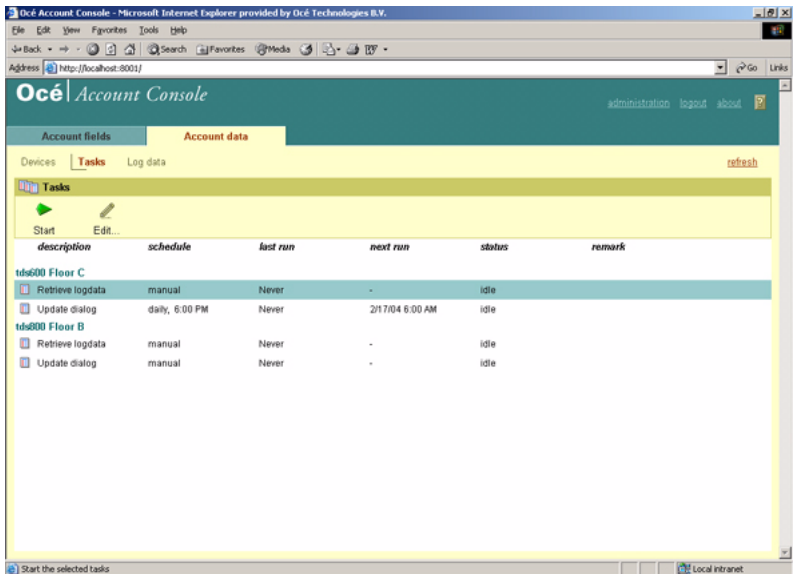 Océ Account Console - Microsoft Internet Explorer provided by Océ Technologies B.V.
File Edit View Favorites Tools Help
Back Search Favorites Media
Address http://localhost:8001/ Go Links
Océ Account Console
administration logout about ?
Account fields Account data
Devices Tasks Log data refresh
Tasks
Start Edit...
description schedule last run next run status remark
tds600 Floor C
Retrieve logdata manual Never - idle
Update dialog daily, 6:00 PM Never 2/17/04 6:00 AM idle
tds800 Floor B
Retrieve logdata manual Never - idle
Update dialog manual Never - idle
Start the selected tasks Local intranet